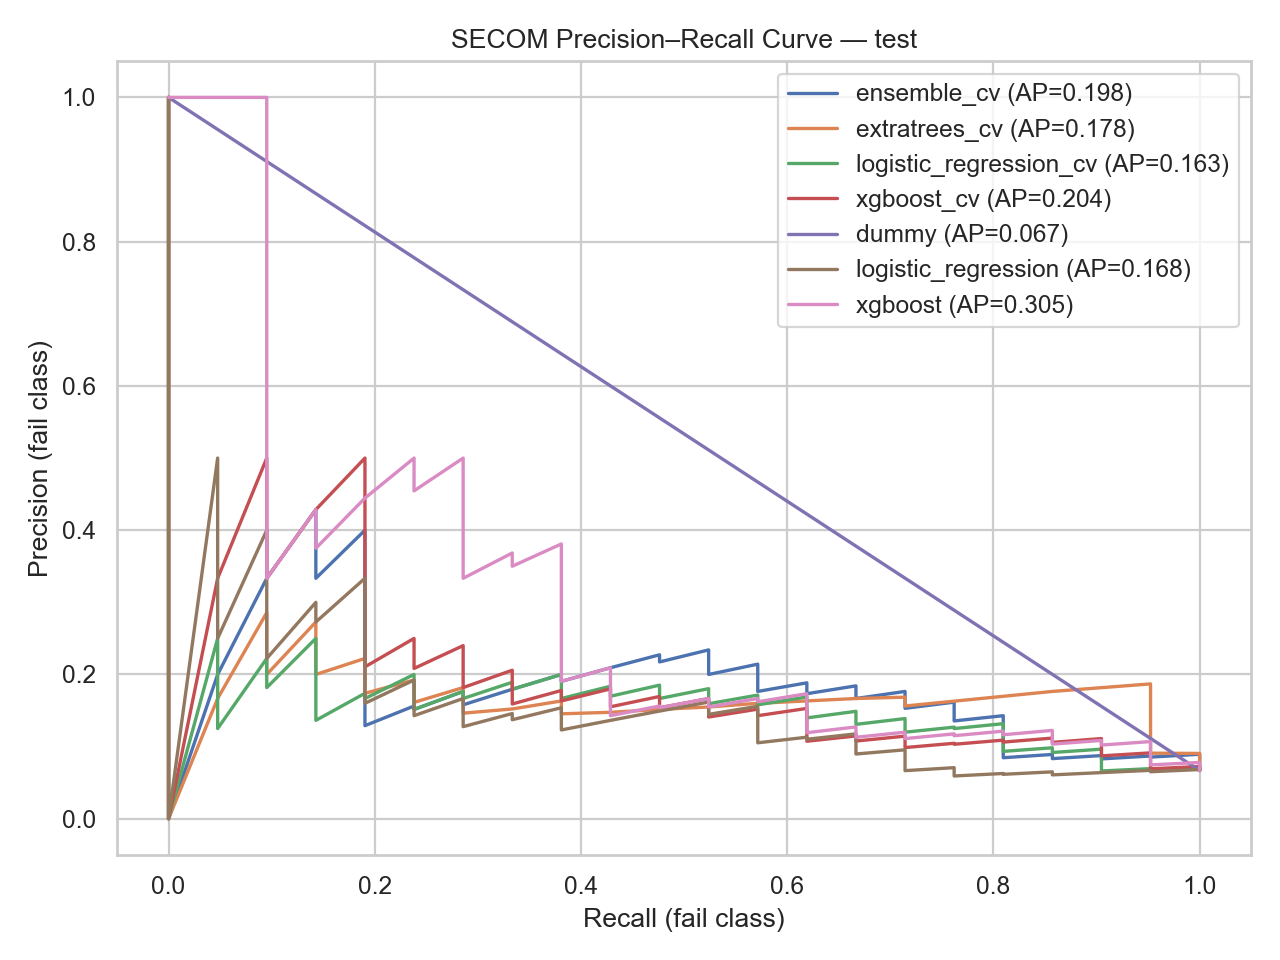 SECOM Precision–Recall Curve — test
ensemble_cv (AP=0.198)
extratrees_cv (AP=0.178)
logistic_regression_cv (AP=0.163)
xgboost_cv (AP=0.204)
dummy (AP=0.067)
logistic_regression (AP=0.168)
xgboost (AP=0.305)
Precision (fail class)
1.0
0.8
0.6
0.4
0.2
0.0
0.0 0.2 0.4 0.6 0.8 1.0
Recall (fail class)